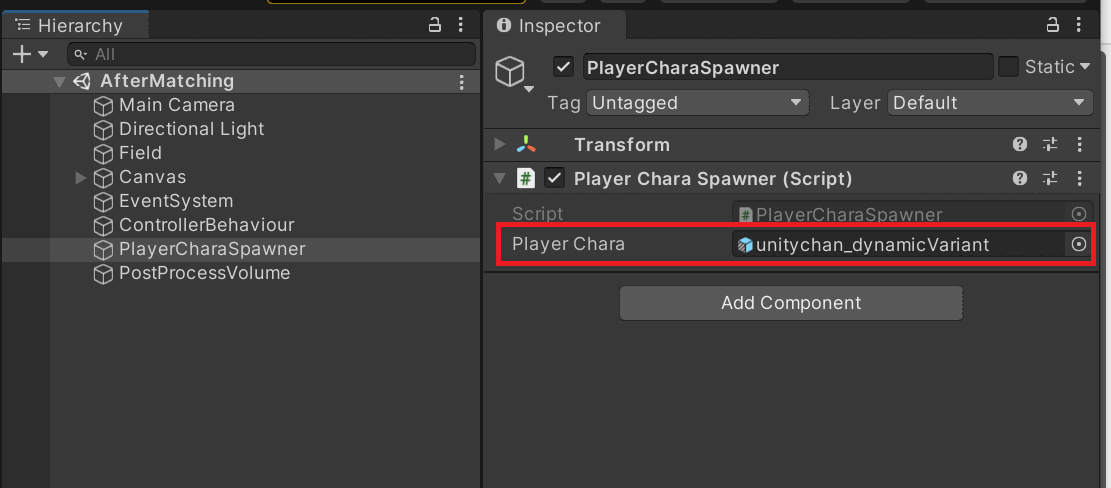 Hierarchy
All
AfterMatching
Main Camera
Directional Light
Field
Canvas
EventSystem
ControllerBehaviour
PlayerCharaSpawner
PostProcessVolume
Inspector
PlayerCharaSpawner
Static
Tag Untagged Layer Default
Transform
Player Chara Spawner (Script)
Script PlayerCharaSpawner
Player Chara unitychan_dynamicVariant
Add Component